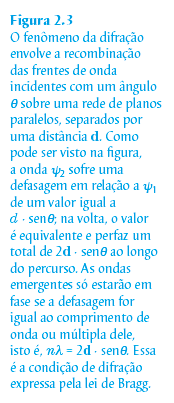 Figura 2.3
O fenômeno da difração
envolve a recombinação
das frentes de onda
incidentes com um ângulo
θ sobre uma rede de planos
paralelos, separados por
uma distância d. Como
pode ser visto na figura,
a onda ψ₂ sofre uma
defasagem em relação a ψ₁
de um valor igual a
d · senθ; na volta, o valor
é equivalente e perfaz um
total de 2d · senθ ao longo
do percurso. As ondas
emergentes só estarão em
fase se a defasagem for
igual ao comprimento de
onda ou múltipla dele,
isto é, nλ = 2d · senθ. Essa
é a condição de difração
expressa pela lei de Bragg.